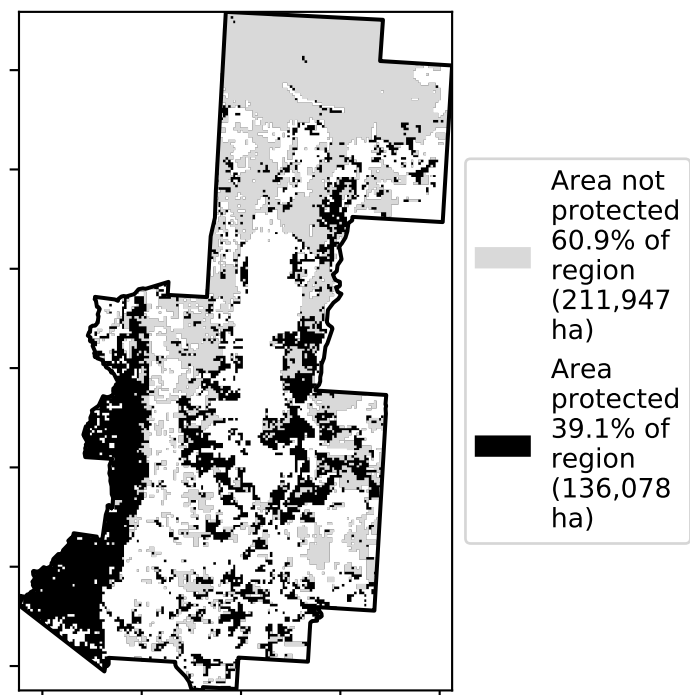 Area not
protected
60.9% of
region
(211,947
ha)
Area
protected
39.1% of
region
(136,078
ha)